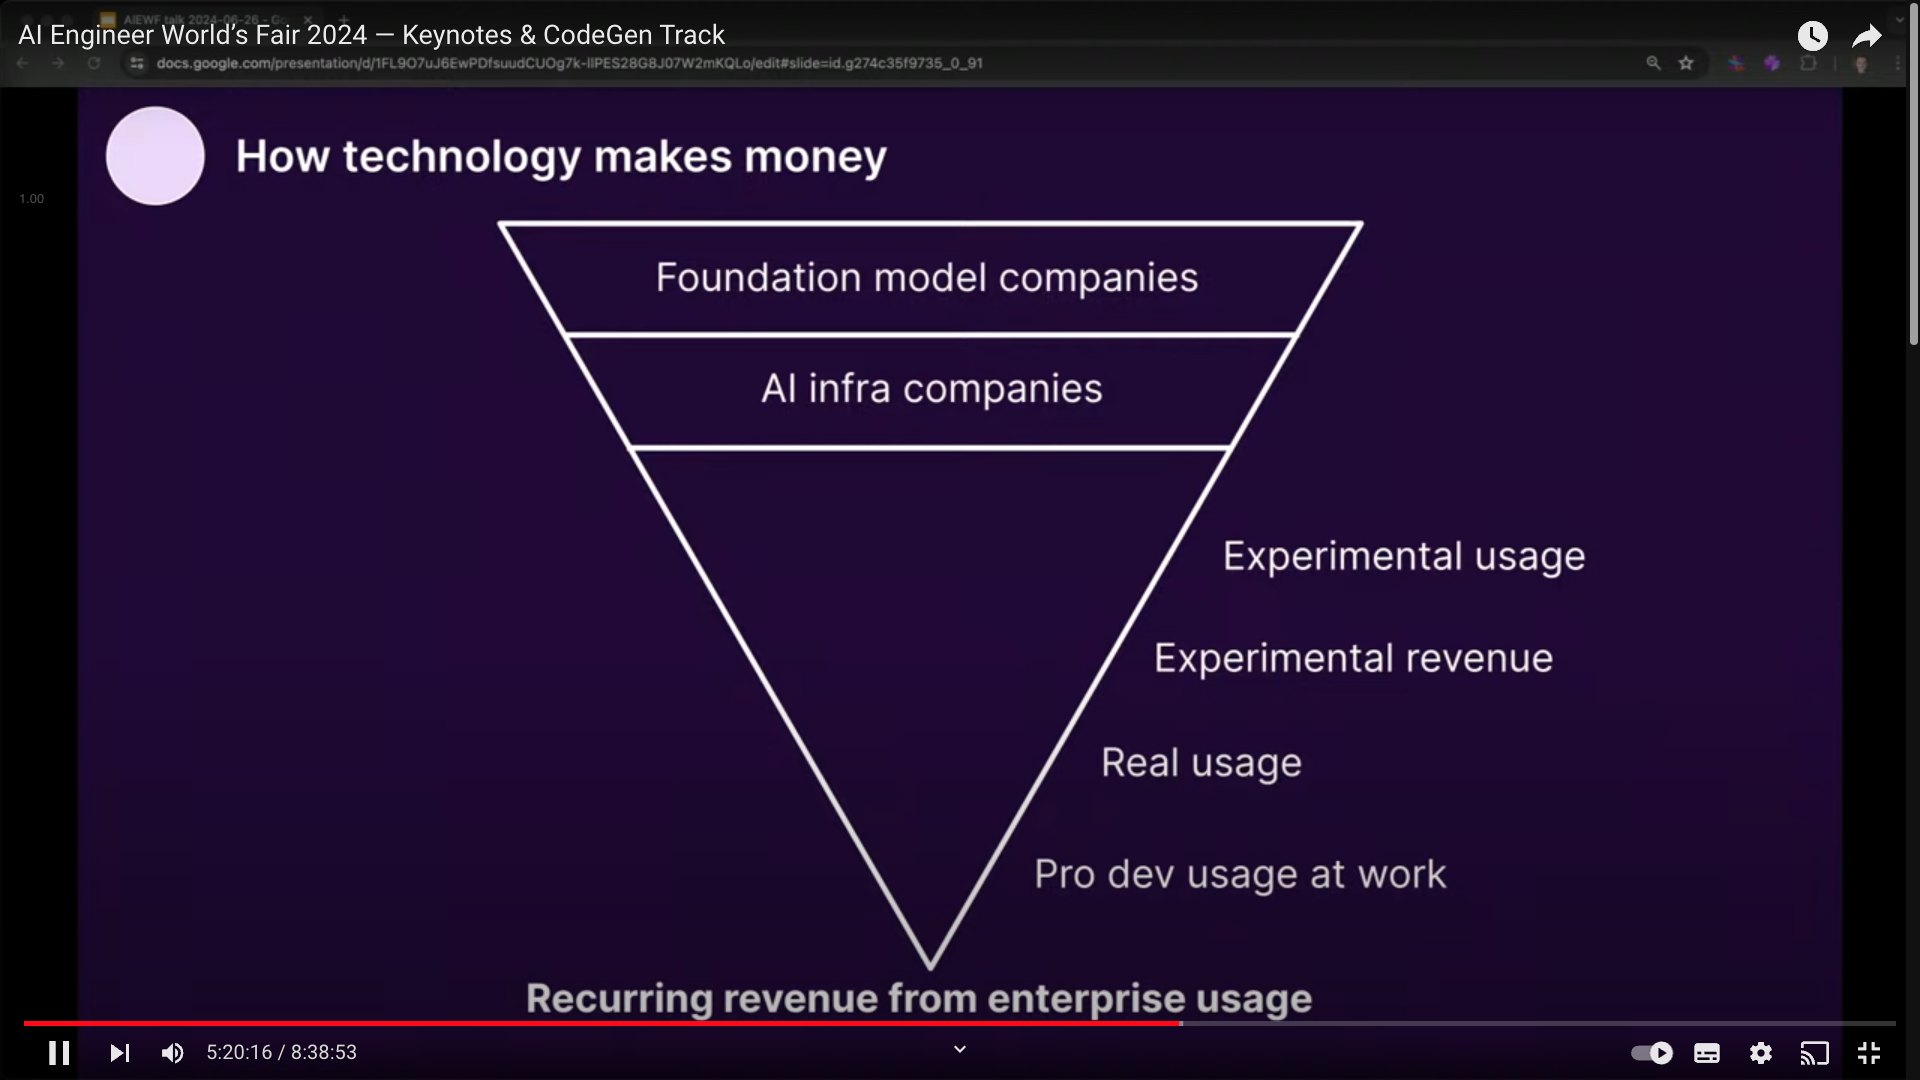 AIEWF talk 2024-06-26 - Go
AI Engineer World’s Fair 2024 — Keynotes & CodeGen Track
docs.google.com/presentation/d/1FL9O7uJ6EwPDfsuudCUOg7k-IlPES28G8J07W2mKQLo/edit#slide=id.g274c35f9735_0_91
How technology makes money
1.00
Foundation model companies
AI infra companies
Experimental usage
Experimental revenue
Real usage
Pro dev usage at work
Recurring revenue from enterprise usage
5:20:16 / 8:38:53